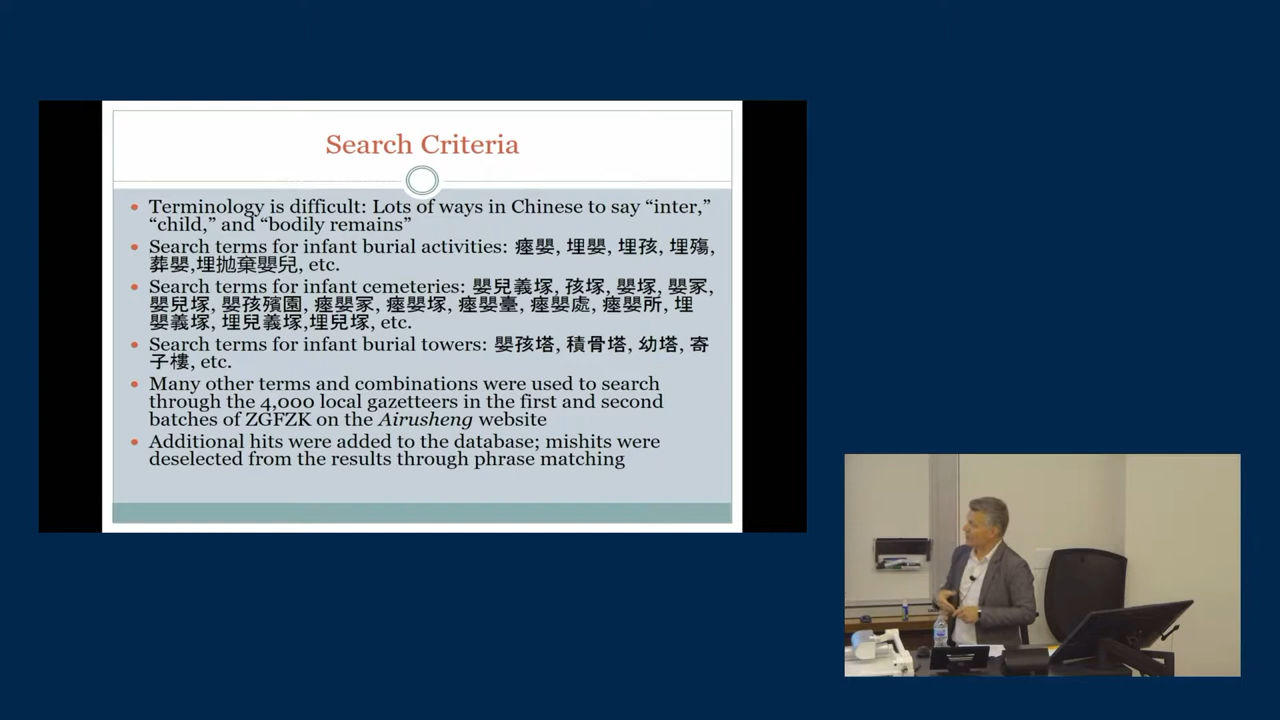 Search Criteria
Terminology is difficult: Lots of ways in Chinese to say “inter,”
“child,” and “bodily remains”
Search terms for infant burial activities: 瘞嬰, 埋嬰, 埋孩, 埋殤,
葬嬰,埋抛棄嬰兒, etc.
Search terms for infant cemeteries: 嬰兒義塚, 孩塚, 嬰塚, 嬰冢,
嬰兒塚, 嬰孩殯園, 瘞嬰冢, 瘞嬰塚, 瘞嬰臺, 瘞嬰處, 瘞嬰所, 埋
嬰義塚, 埋兒義塚,埋兒塚, etc.
Search terms for infant burial towers: 嬰孩塔, 積骨塔, 幼塔, 寄
子樓, etc.
Many other terms and combinations were used to search
through the 4,000 local gazetteers in the first and second
batches of ZGFZK on the Airusheng website
Additional hits were added to the database; mishits were
deselected from the results through phrase matching